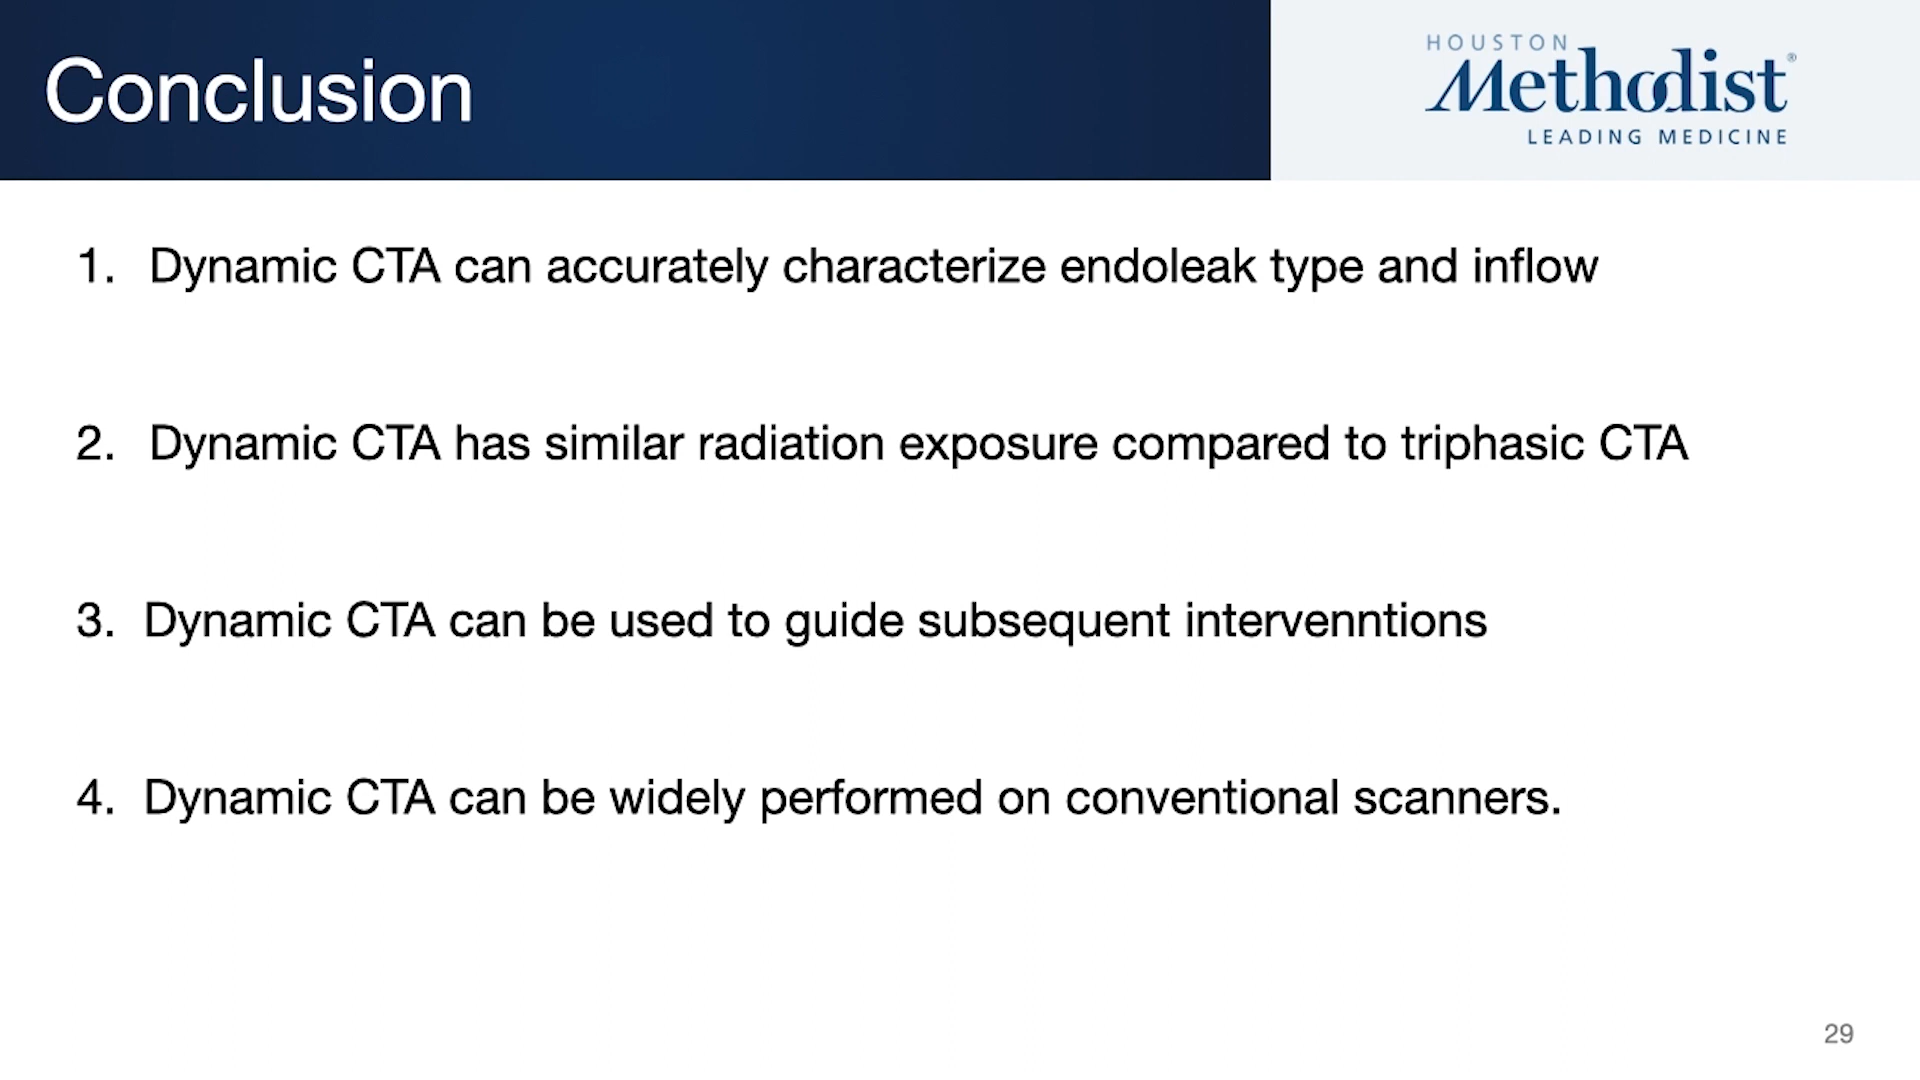 Conclusion
HOUSTON
Methodist®
LEADING MEDICINE
1. Dynamic CTA can accurately characterize endoleak type and inflow
2. Dynamic CTA has similar radiation exposure compared to triphasic CTA
3. Dynamic CTA can be used to guide subsequent intervenntions
4. Dynamic CTA can be widely performed on conventional scanners.
29